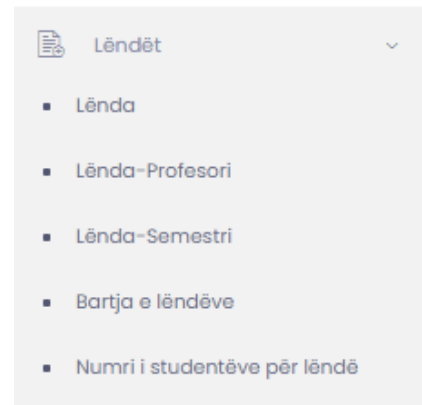 Lëndët
Lënda
Lënda-Profesori
Lënda-Semestri
Bartja e lëndëve
Numri i studentëve për lëndë